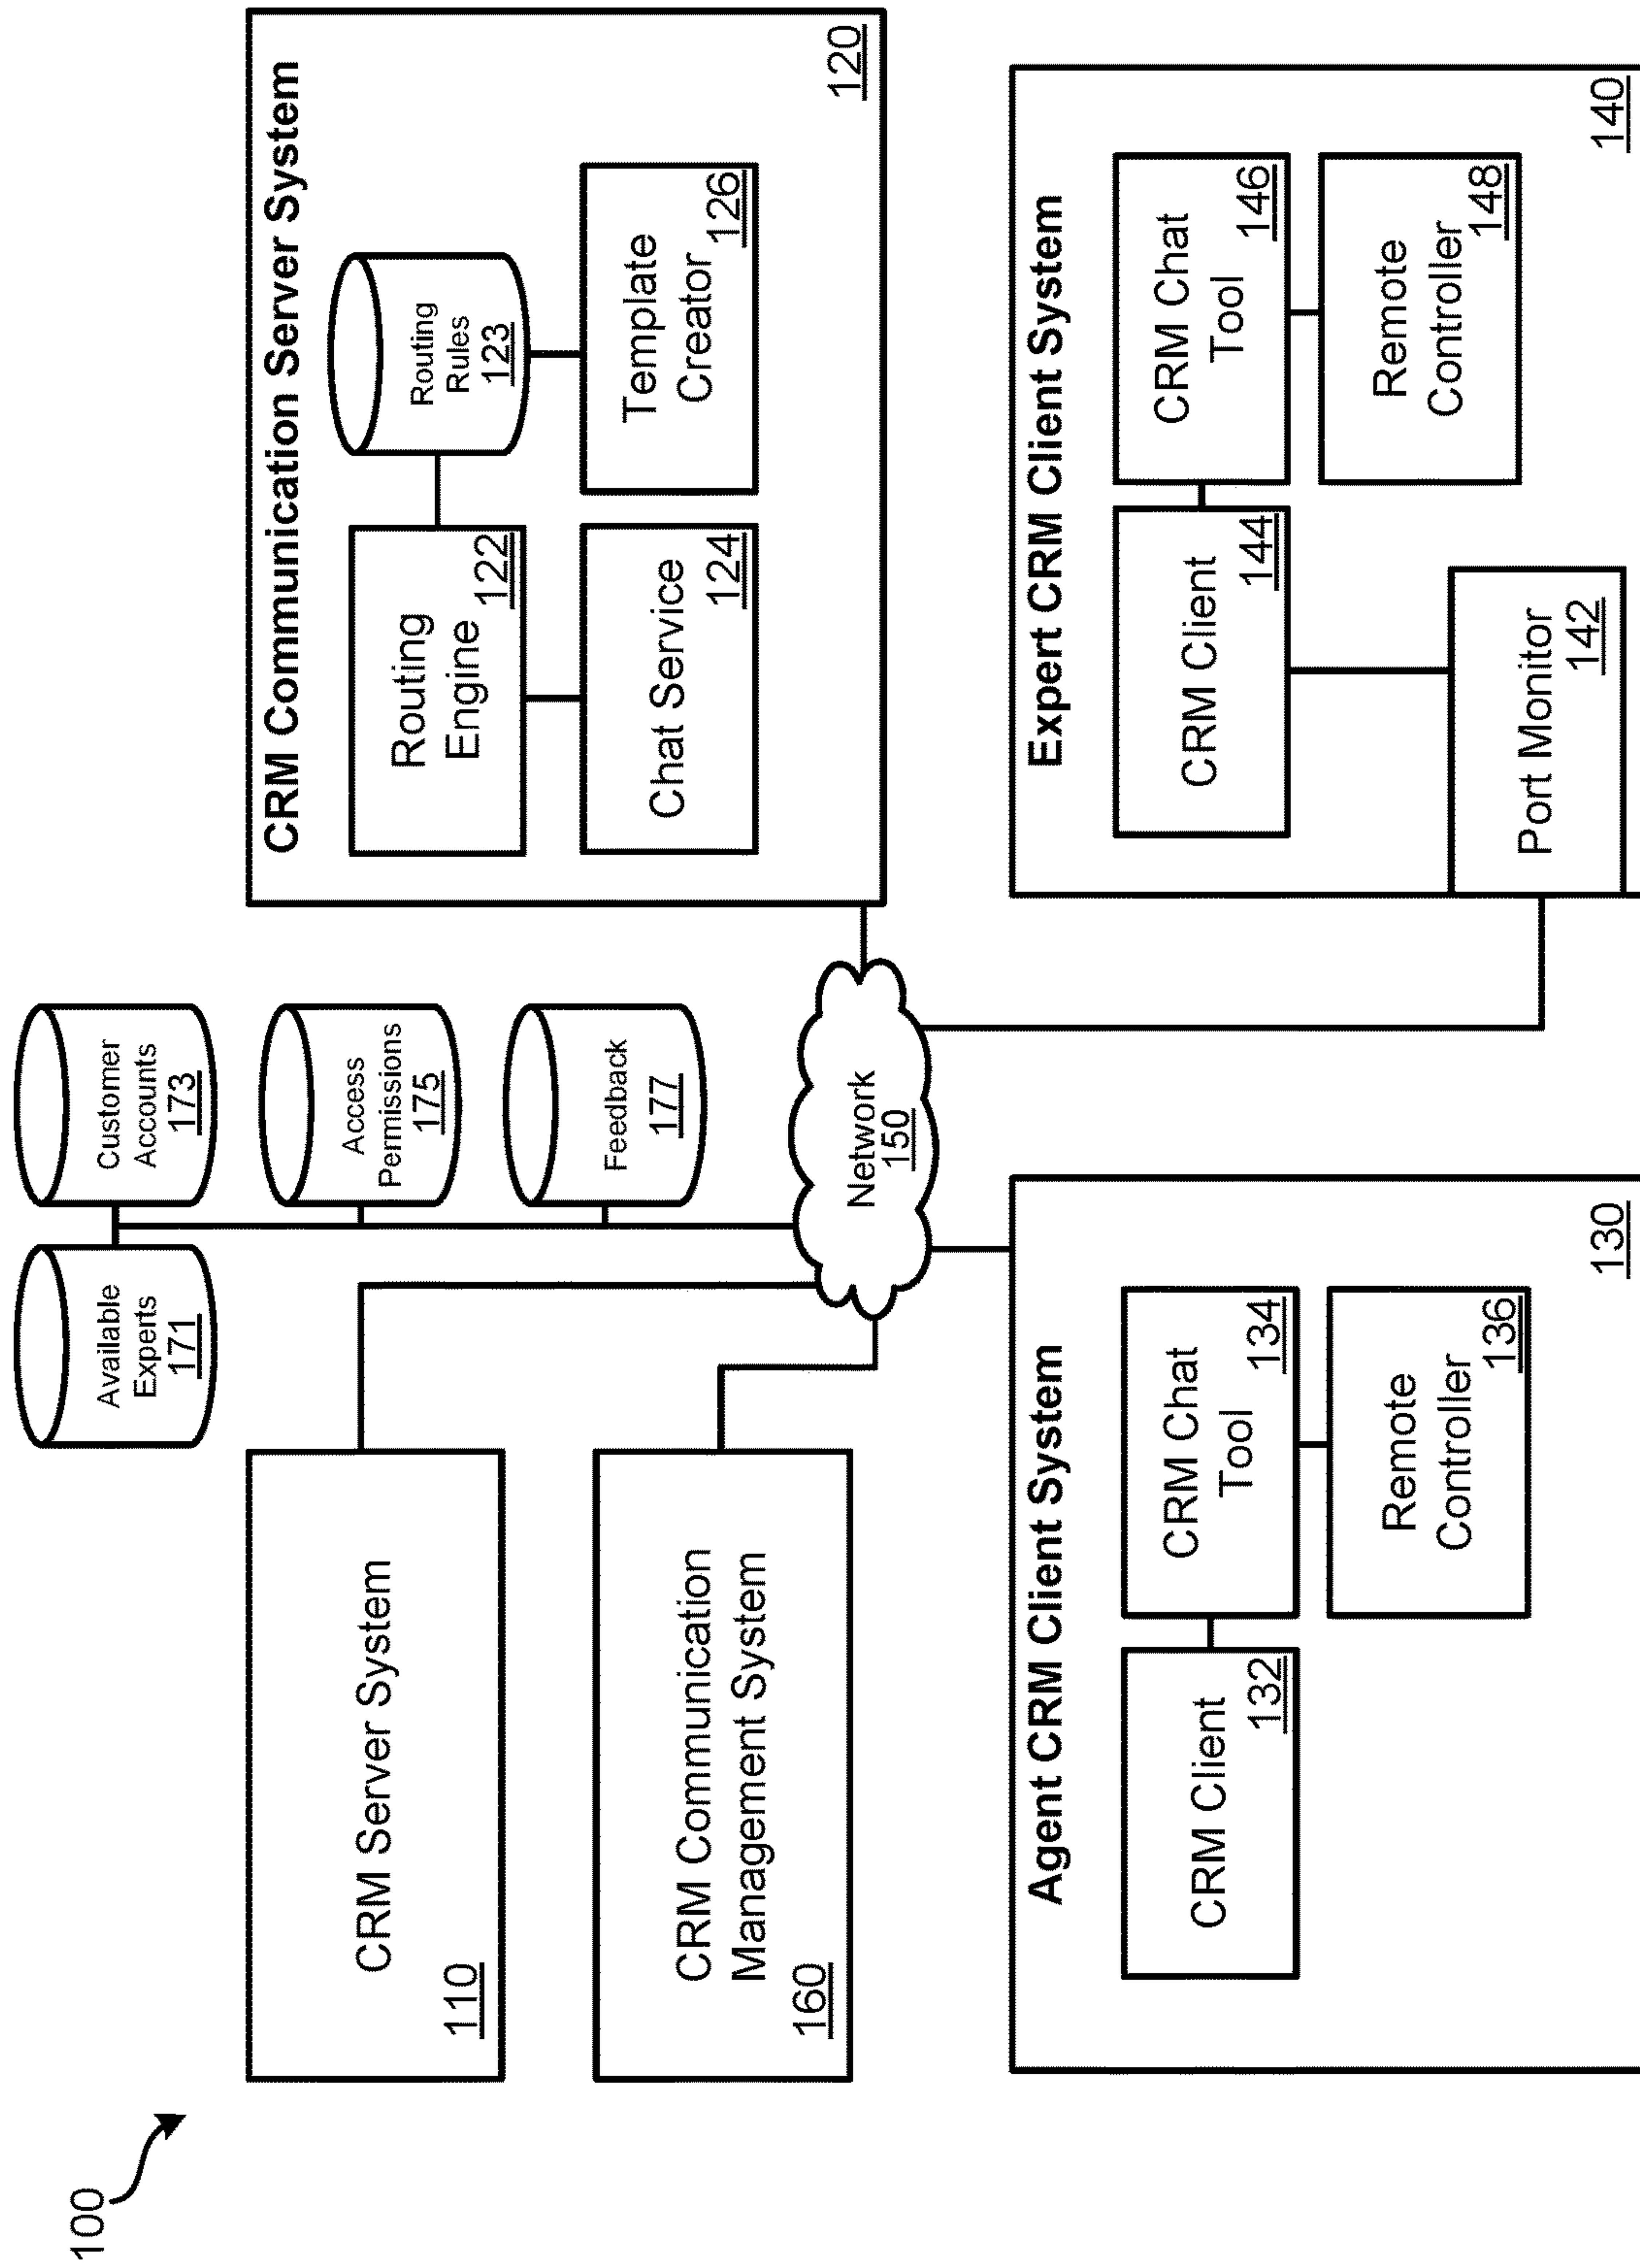 100
CRM Server System
110
CRM Communication
Management System
160
Available
Experts
171
Customer
Accounts
173
Access
Permissions
175
Feedback
177
Network
150
CRM Communication Server System
Routing
Engine
122
Routing
Rules
123
Chat Service
124
Template
Creator
126
120
Agent CRM Client System
CRM Client
132
CRM Chat
Tool
134
Remote
Controller
136
130
Expert CRM Client System
CRM Client
144
CRM Chat
Tool
146
Remote
Controller
148
Port Monitor
142
140